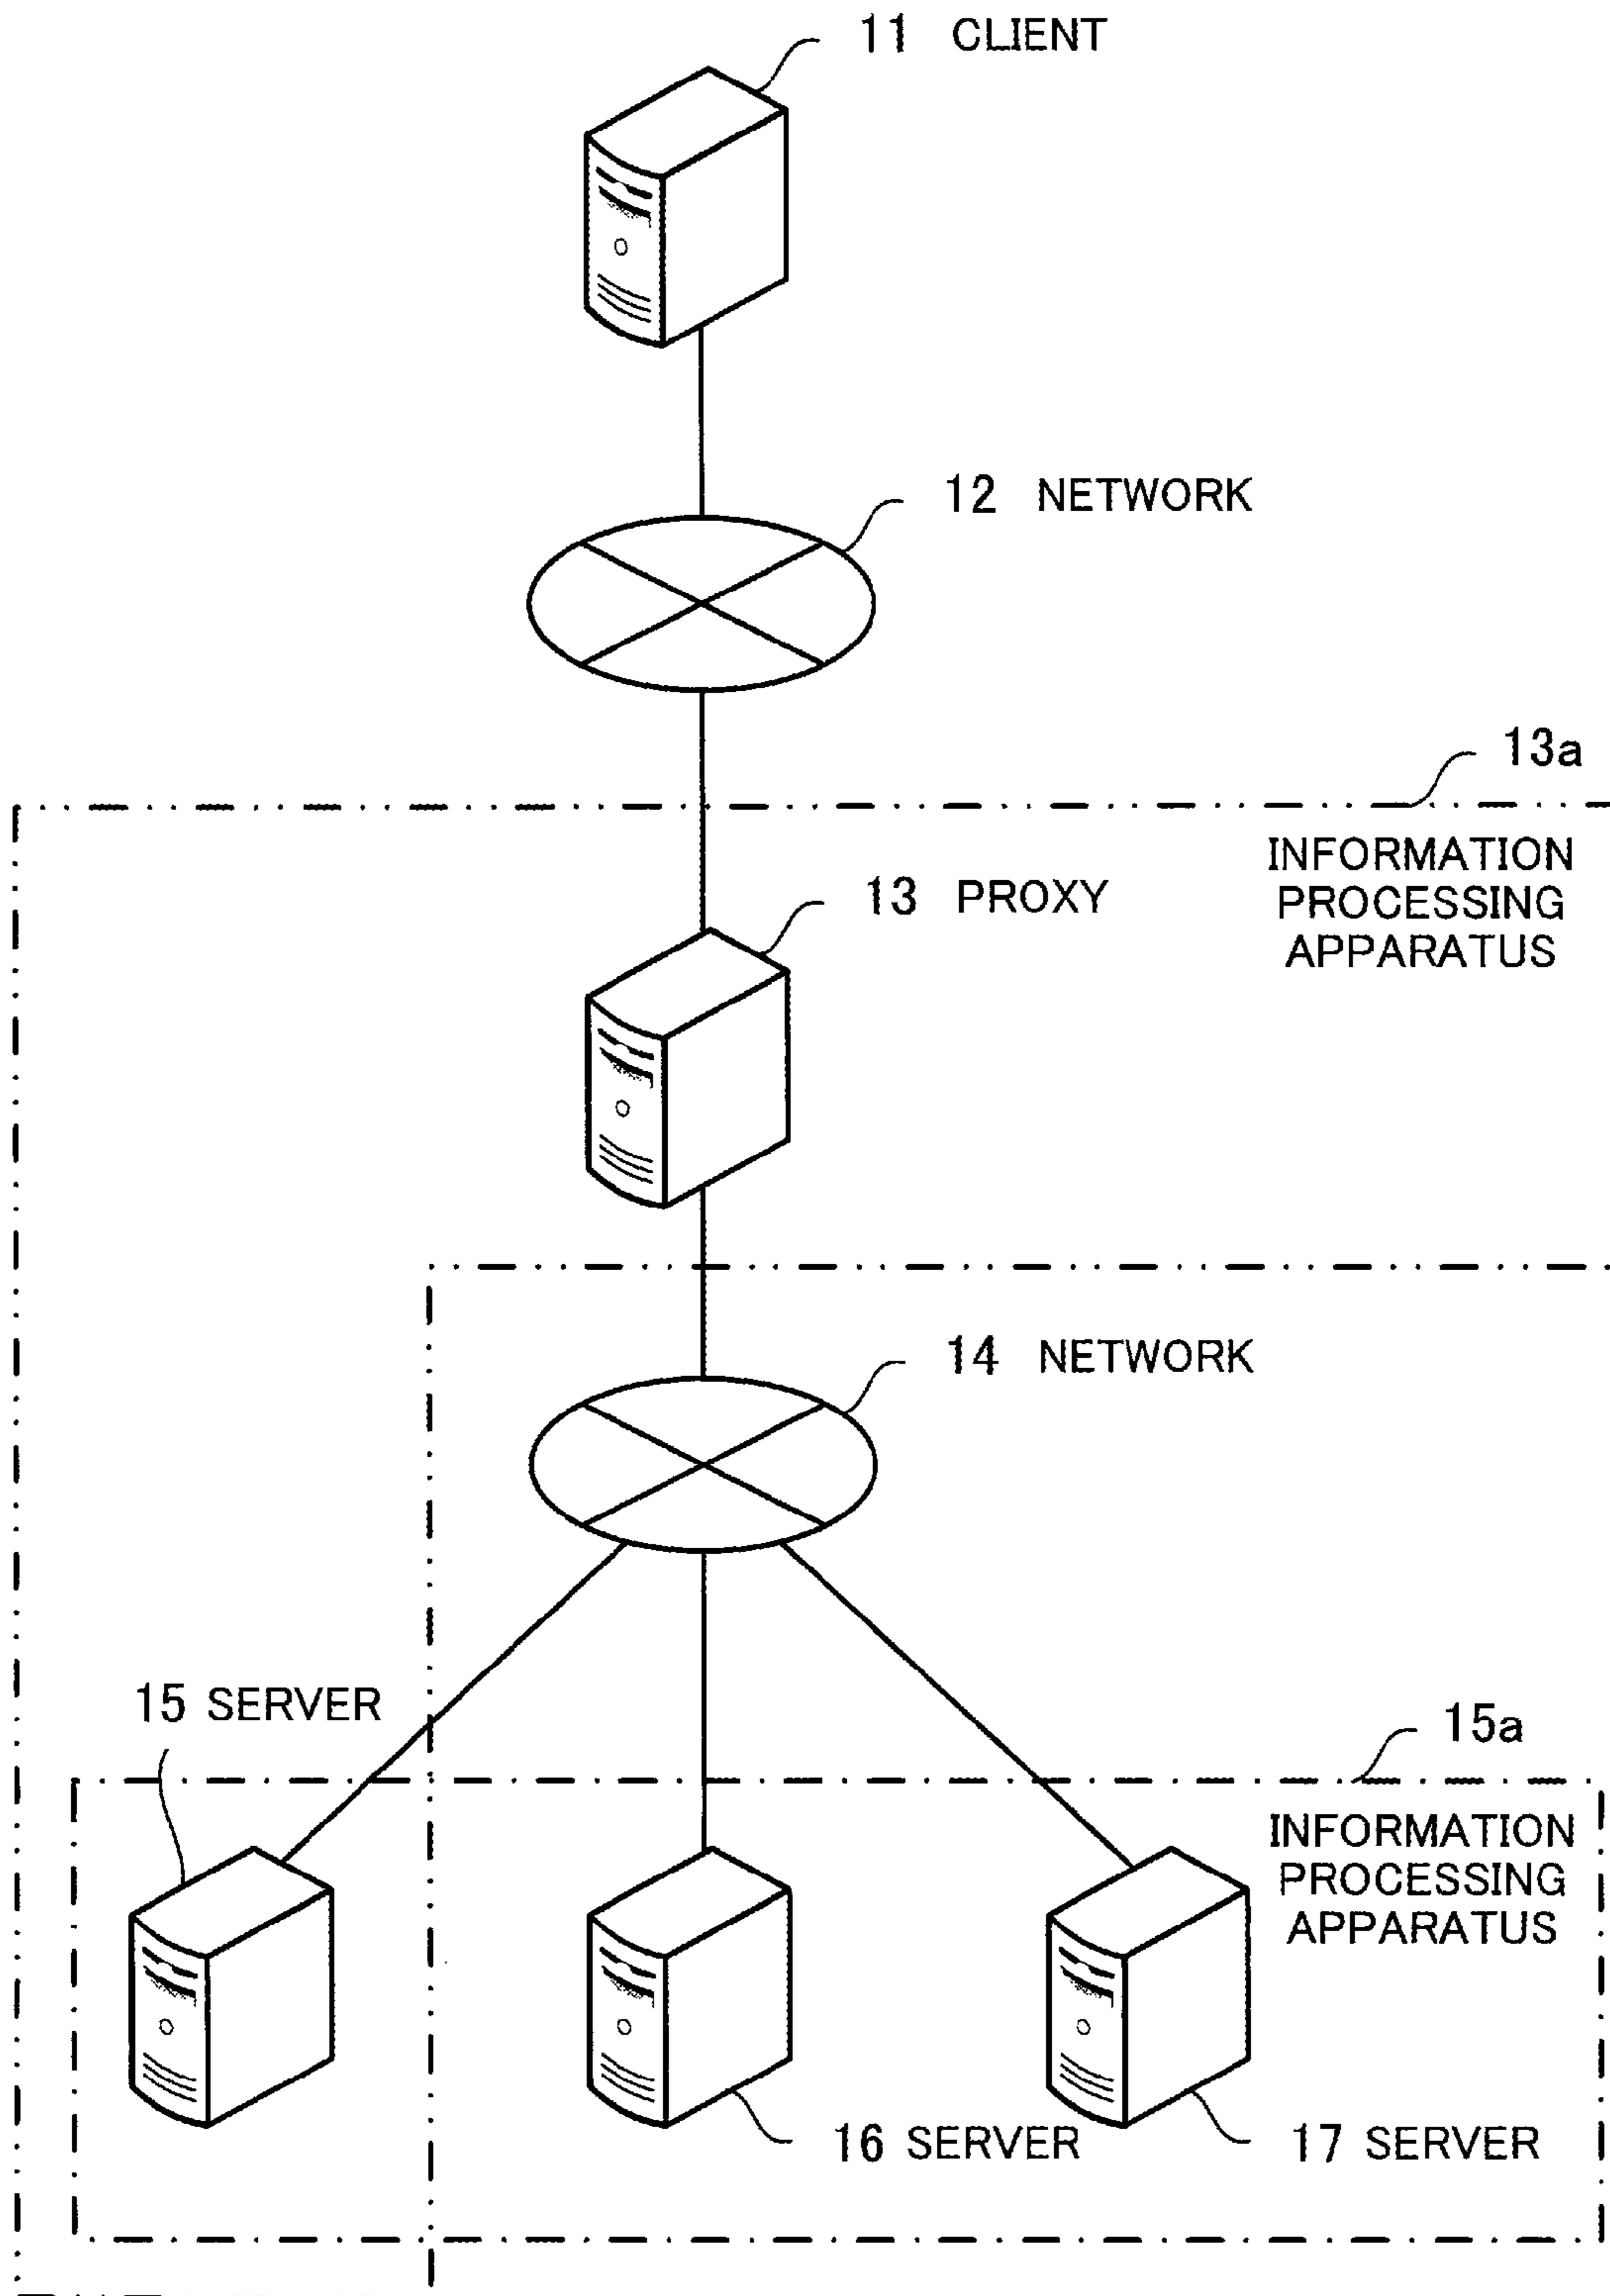 11 CLIENT
12 NETWORK
13a
INFORMATION
PROCESSING
APPARATUS
13 PROXY
14 NETWORK
15 SERVER
15a
INFORMATION
PROCESSING
APPARATUS
16 SERVER
17 SERVER